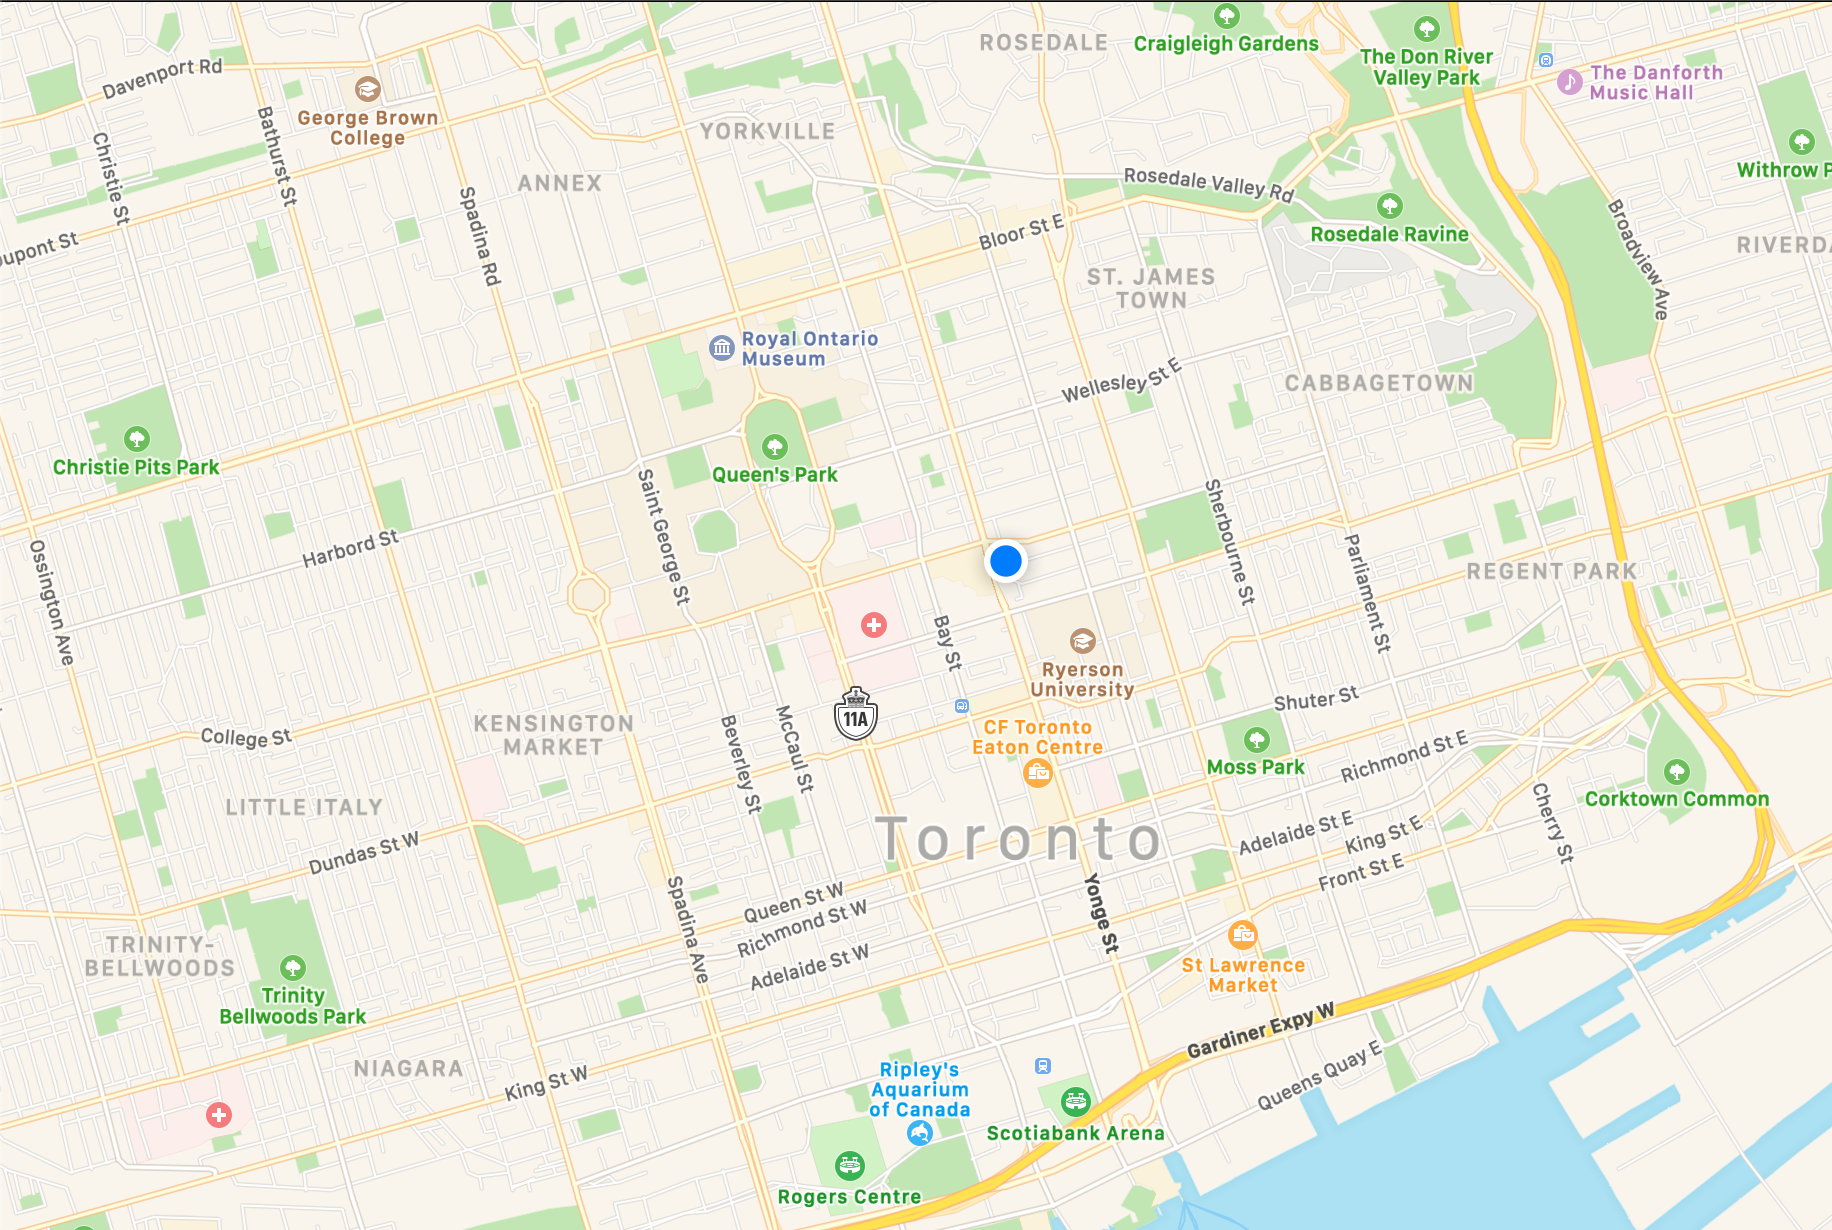 ROSEDALE
Craigleigh Gardens
The Don River
Valley Park
The Danforth
Music Hall
Davenport Rd
George Brown
College
Bathurst St
Christie St
YORKVILLE
ANNEX
Spadina Rd
Withrow P
Rosedale Valley Rd
Rosedale Ravine
Broadview Ave
RIVERDA
upont St
Bloor St E
ST. JAMES
TOWN
Royal Ontario
Museum
Wellesley St E
CABBAGETOWN
Christie Pits Park
Queen's Park
Saint George St
Sherbourne St
Parliament St
Harbord St
Ossington Ave
REGENT PARK
Bay St
Ryerson
University
Shuter St
11A
KENSINGTON
MARKET
College St
Beverley St
McCaul St
CF Toronto
Eaton Centre
Moss Park
Richmond St E
Corktown Common
LITTLE ITALY
Cherry St
Adelaide St E
King St E
Front St E
Toronto
Dundas St W
Spadina Ave
Queen St W
Richmond St W
Adelaide St W
Yonge St
TRINITY-
BELLWOODS
Trinity
Bellwoods Park
St Lawrence
Market
Gardiner Expy W
Queens Quay E
NIAGARA
King St W
Ripley's
Aquarium
of Canada
Scotiabank Arena
Rogers Centre